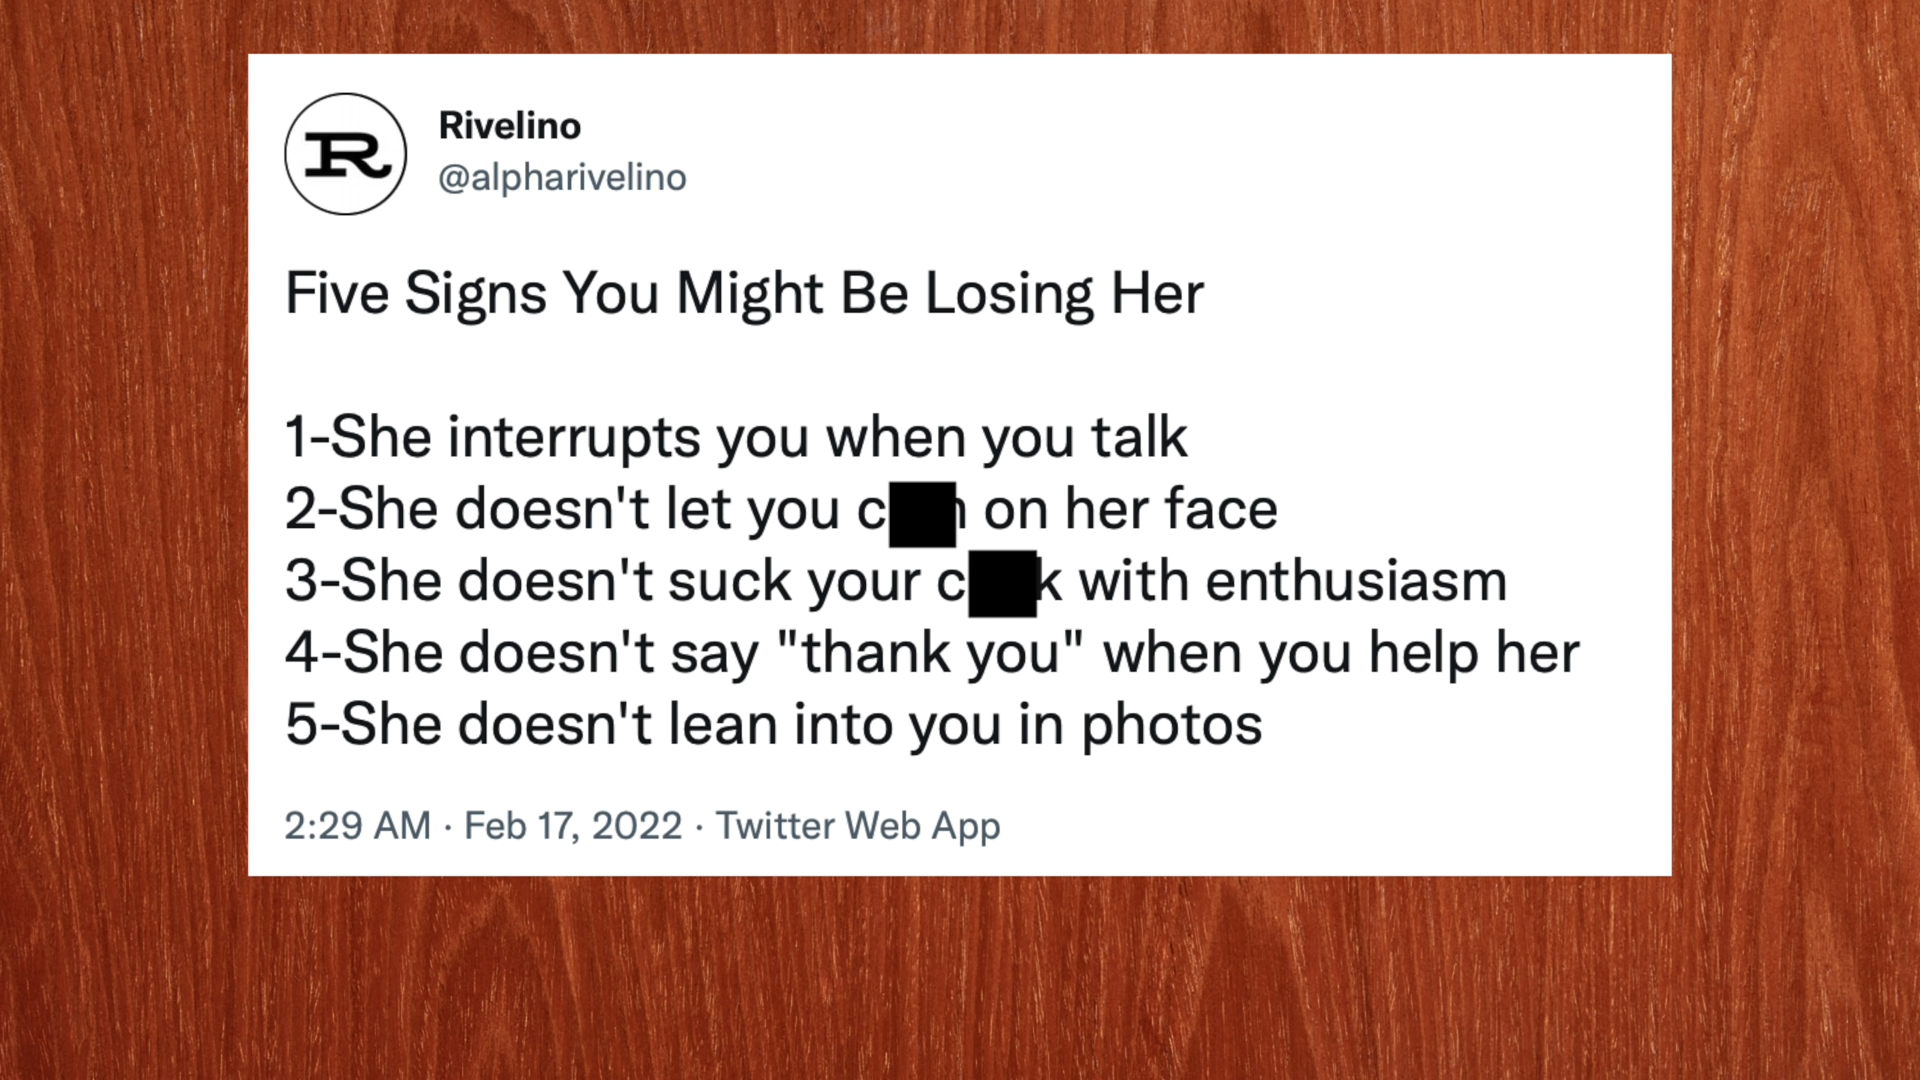 R
Rivelino
@alpharivelino
Five Signs You Might Be Losing Her
1-She interrupts you when you talk
2-She doesn't let you on her face
3-She doesn't suck your with enthusiasm
4-She doesn't say "thank you" when you help her
5-She doesn't lean into you in photos
2:29 AM · Feb 17, 2022 · Twitter Web App